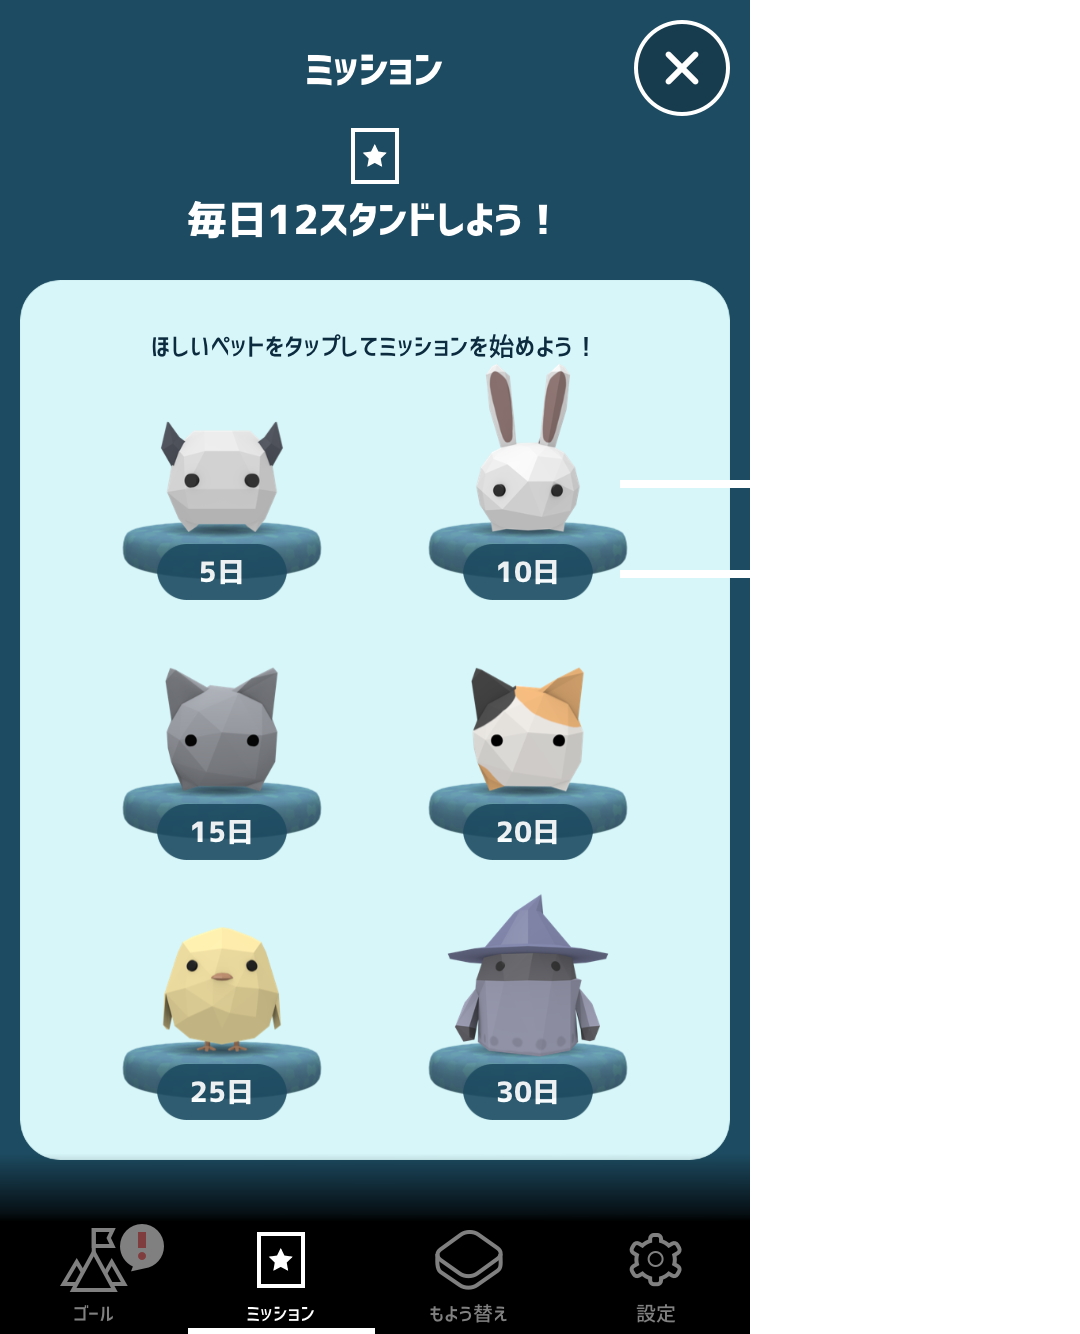 ミッション
毎日12スタンドしよう！
ほしいペットをタップしてミッションを始めよう！
5日
10日
15日
20日
25日
30日
ゴール
ミッション
もよう替え
設定